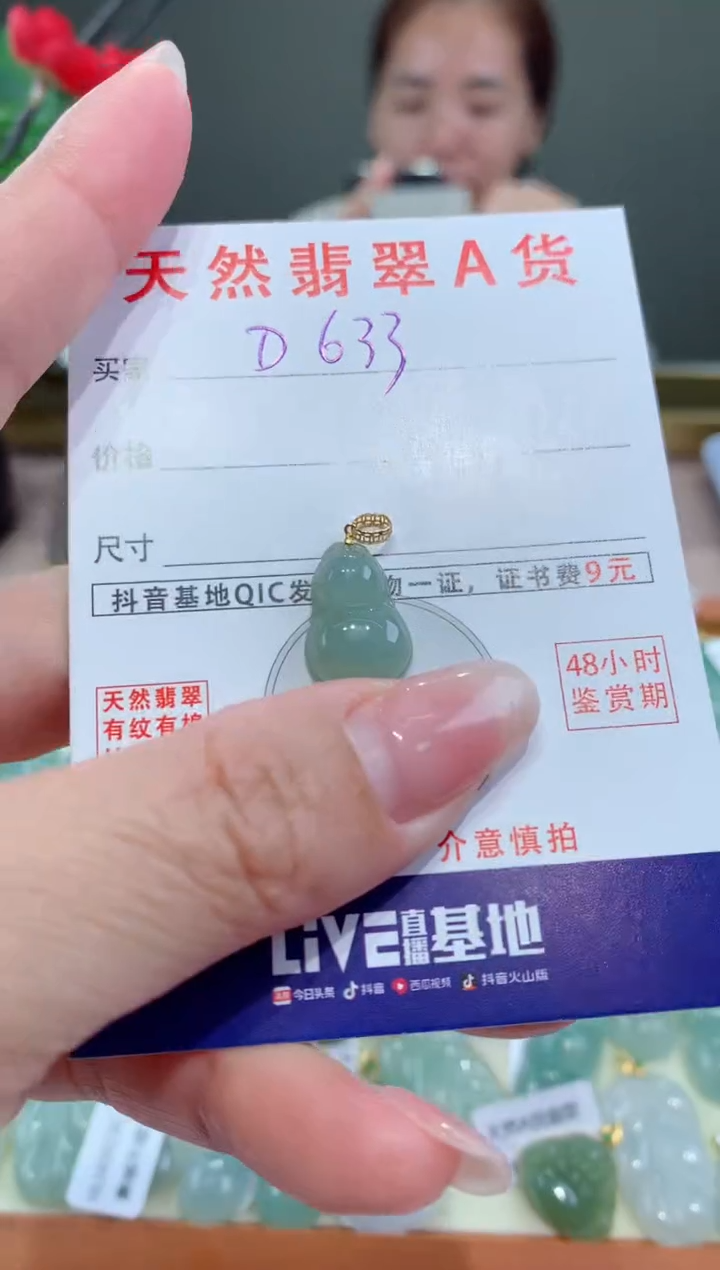 天然翡翠A货
买家 D 633
价格
尺寸
抖音基地QIC发 物一证，证书费9元
天然翡翠
有纹有棉
48小时
鉴赏期
介意慎拍
LIVE直播基地
今日头条 抖音 西瓜视频 抖音火山版